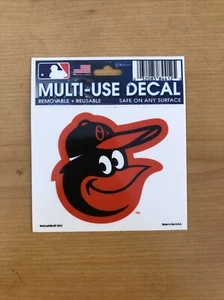 MULTI-USE DECAL
REMOVABLE + REUSABLE SAFE ON ANY SURFACE